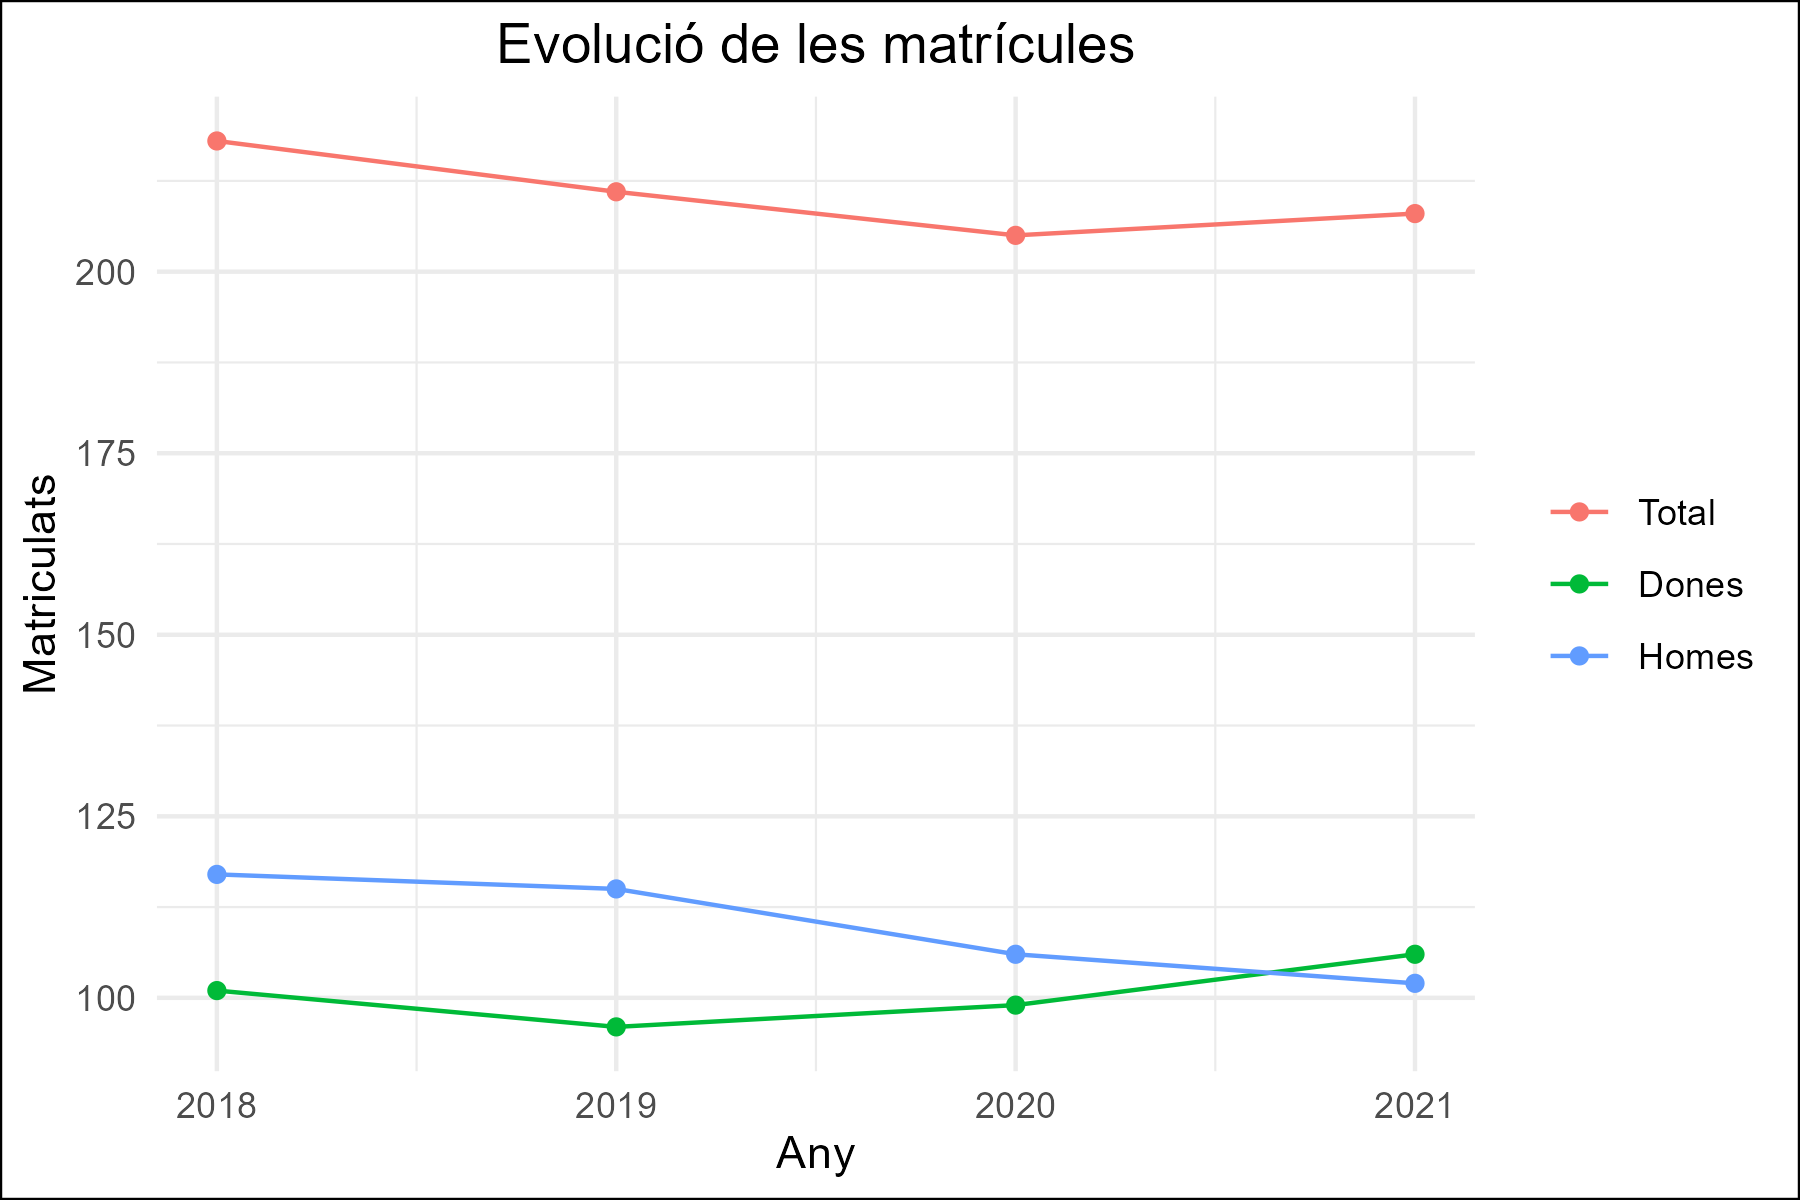 Evolució de les matrícules
Matriculats
200
175
150
125
100
2018
2019
2020
2021
Any
Total
Dones
Homes